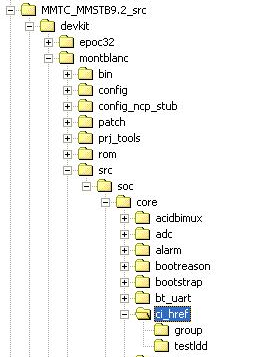 MMTC_MMSTB9.2_src
devkit
epoc32
montblanc
bin
config
config_ncp_stub
patch
prj_tools
rom
src
soc
core
acidbimux
adc
alarm
bootreason
bootstrap
bt_uart
ci_href
group
testldd